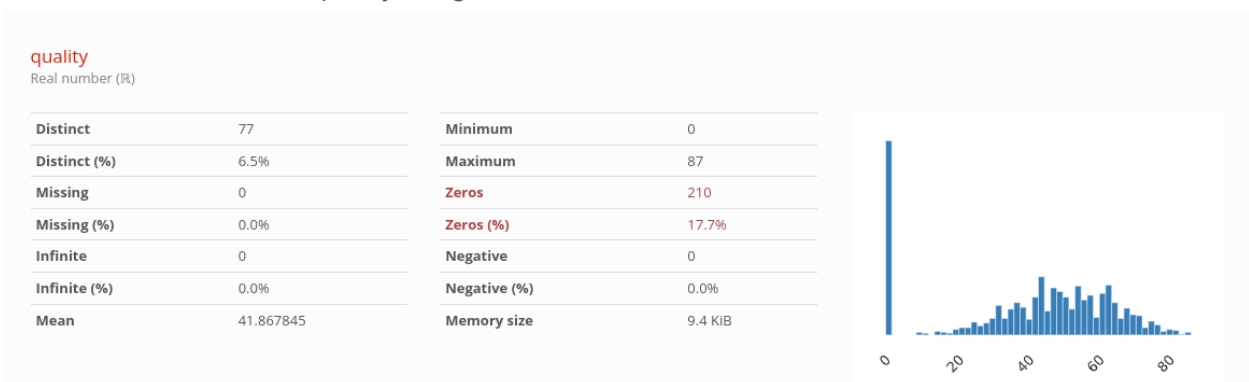 quality
Real number (ℝ)
Distinct 77 Minimum 0
Distinct (%) 6.5% Maximum 87
Missing 0 Zeros 210
Missing (%) 0.0% Zeros (%) 17.7%
Infinite 0 Negative 0
Infinite (%) 0.0% Negative (%) 0.0%
Mean 41.867845 Memory size 9.4 KiB
0 20 40 60 80